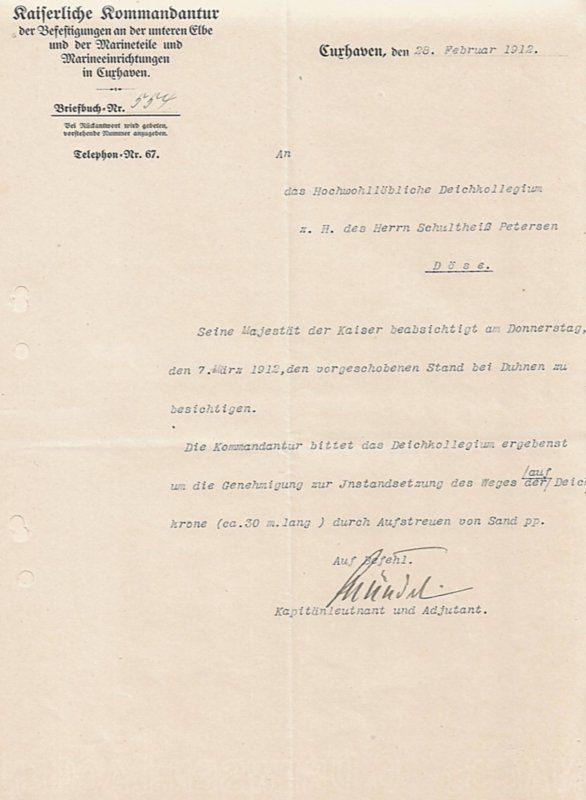 Kaiserliche Kommandantur
der Befestigungen an der unteren Elbe
und der Marineteile und
Marineeinrichtungen
in Cuxhaven.
Briefbuch-Nr. 554
Bei Rückantwort wird gebeten,
vorstehende Nummer anzugeben.
Telephon-Nr. 67.
Cuxhaven, den 28. Februar 1912.
An
das Hochwohllöbliche Deichkollegium
z. H. des Herrn Schultheiß Petersen
D ö s e.
Seine Majestät der Kaiser beabsichtigt am Donnerstag,
den 7.März 1912,den vorgeschobenen Stand bei Duhnen zu
besichtigen.
Die Kommandantur bittet das Deichkollegium ergebenst
/auf
um die Genehmigung zur Jnstandsetzung des Weges der/ Deich
krone (ca.30 m.lang ) durch Aufstreuen von Sand pp.
Auf Befehl.
Kapitänleutnant und Adjutant.